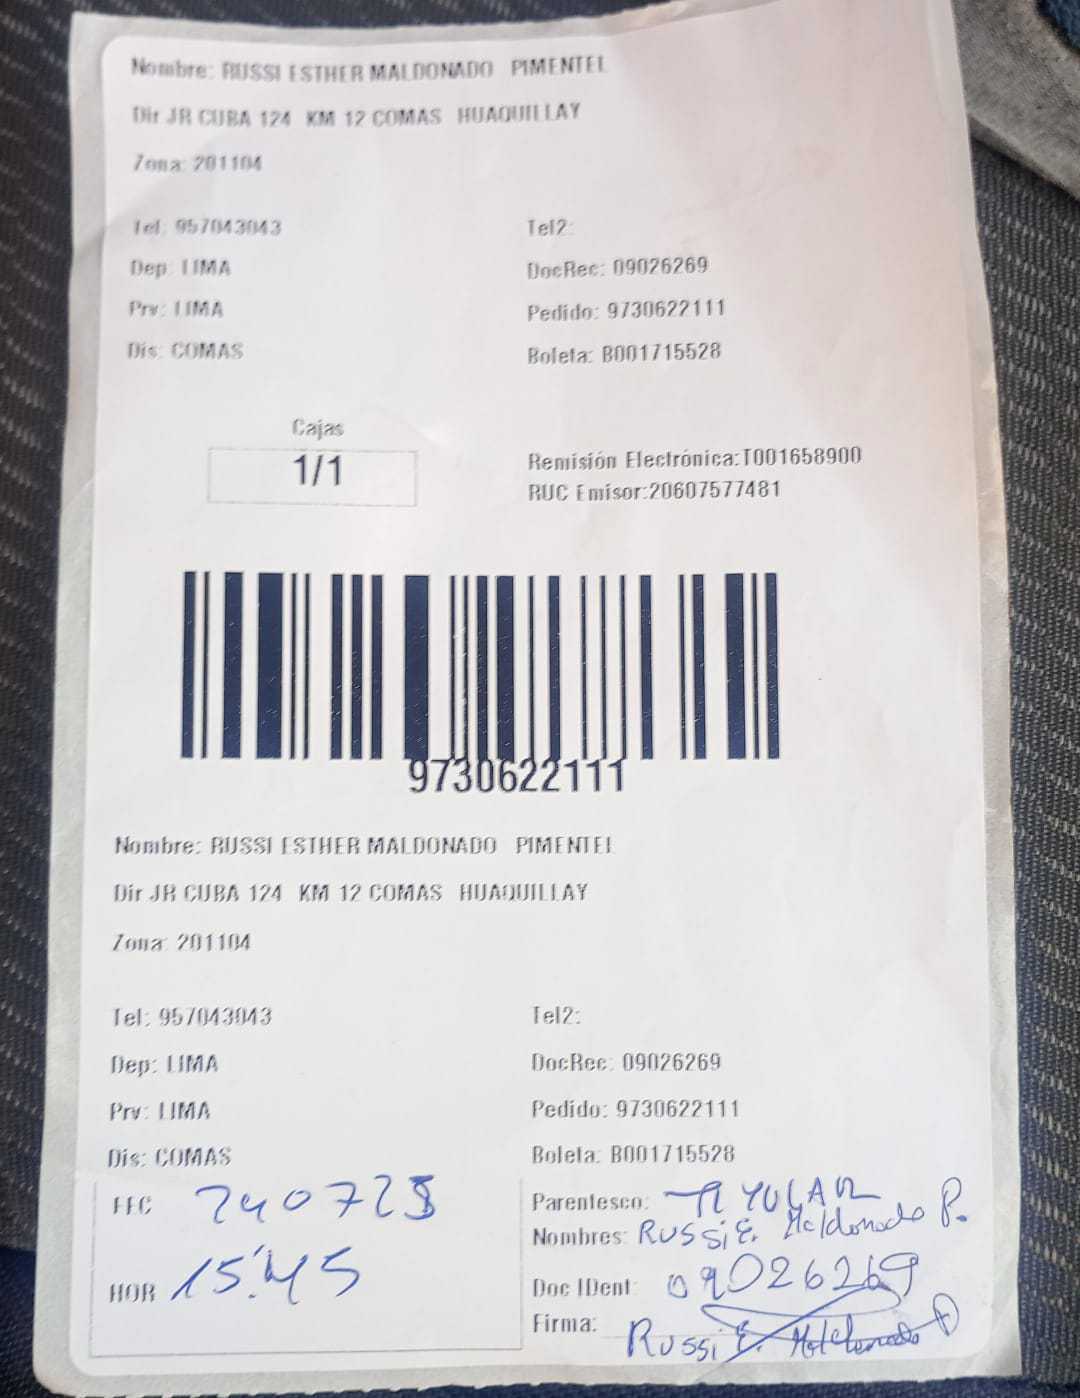 Nombre: RUSSI ESTHER MALDONADO PIMENTEL
Dir JR CUBA 124 KM 12 COMAS HUAQUILLAY
Zona: 201104
Tel: 957043043 Tel2:
Dep: LIMA DocRec: 09026269
Prv: LIMA Pedido: 9730622111
Dis: COMAS Boleta: B001715528
Cajas
1/1
Remisión Electrónica:T001658900
RUC Emisor:20607577481
9730622111
Nombre: RUSSI ESTHER MALDONADO PIMENTEL
Dir JR CUBA 124 KM 12 COMAS HUAQUILLAY
Zona: 201104
Tel: 957043043 Tel2:
Dep: LIMA DocRec: 09026269
Prv: LIMA Pedido: 9730622111
Dis: COMAS Boleta: B001715528
FEC 240725 Parentesco: TITULAR
Nombres: RUSSi E. Maldonado P.
HOR 15:45 Doc IDent: 09026269
Firma: Russi E. Maldonado P